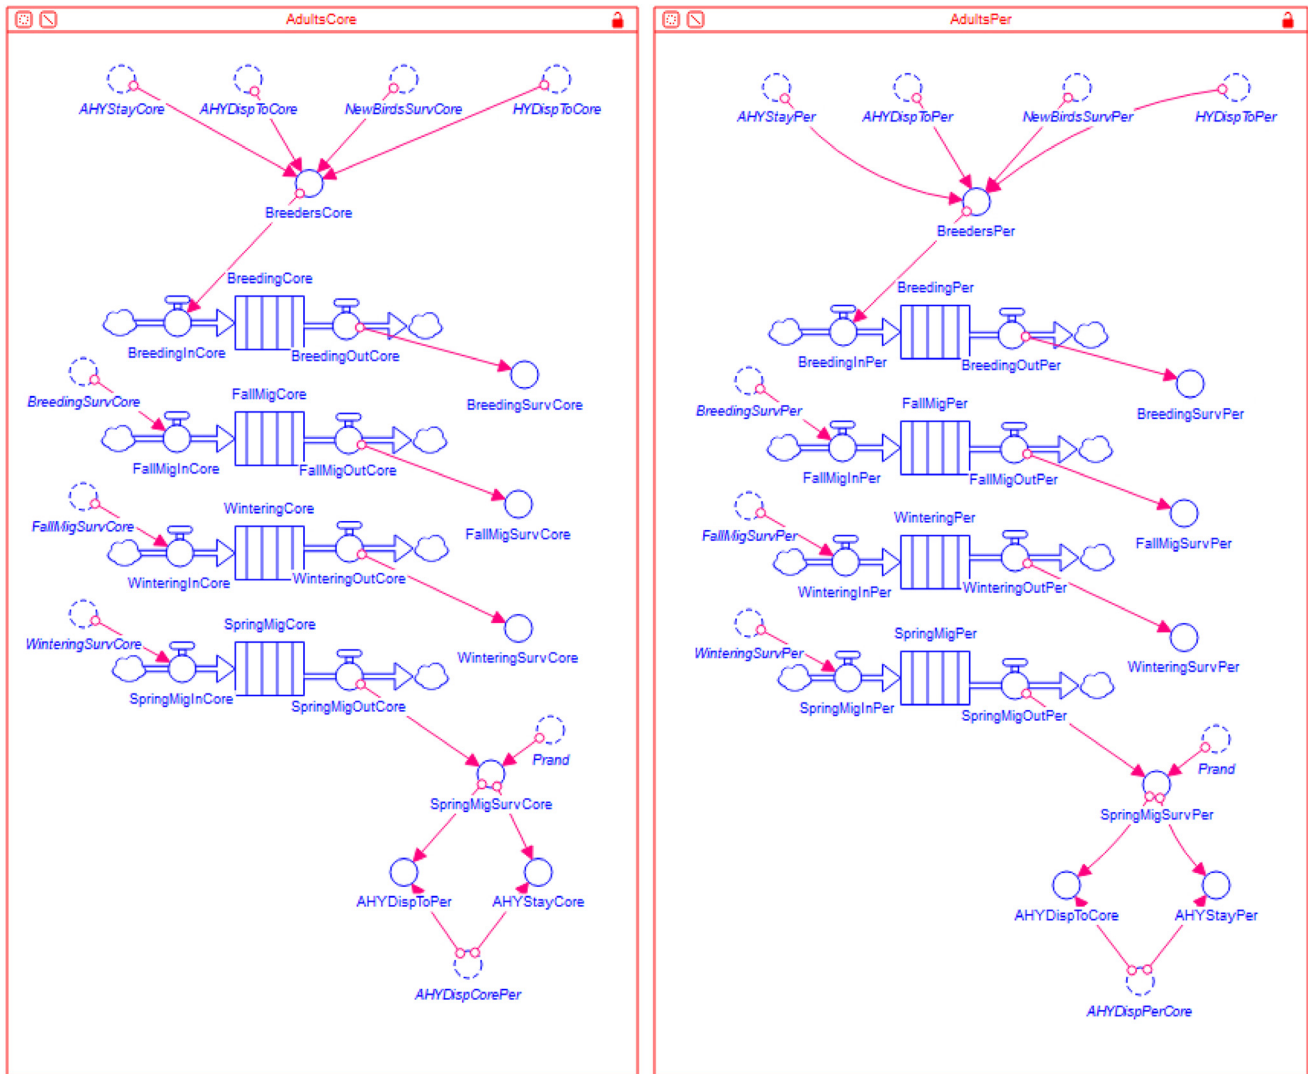 AdultsCore
AHYStayCore
AHYDispToCore
NewBirdsSurvCore
HYDispToCore
BreedersCore
BreedingCore
BreedingInCore
BreedingOutCore
BreedingSurvCore
BreedingSurvCore
FallMigCore
FallMigInCore
FallMigOutCore
FallMigSurvCore
FallMigSurvCore
WinteringCore
WinteringInCore
WinteringOutCore
WinteringSurvCore
WinteringSurvCore
SpringMigCore
SpringMigInCore
SpringMigOutCore
Prand
SpringMigSurvCore
AHYDispToPer
AHYStayCore
AHYDispCorePer
AdultsPer
AHYStayPer
AHYDispToPer
NewBirdsSurvPer
HYDispToPer
BreedersPer
BreedingPer
BreedingInPer
BreedingOutPer
BreedingSurvPer
BreedingSurvPer
FallMigPer
FallMigInPer
FallMigOutPer
FallMigSurvPer
FallMigSurvPer
WinteringPer
WinteringInPer
WinteringOutPer
WinteringSurvPer
WinteringSurvPer
SpringMigPer
SpringMigInPer
SpringMigOutPer
Prand
SpringMigSurvPer
AHYDispToCore
AHYStayPer
AHYDispPerCore